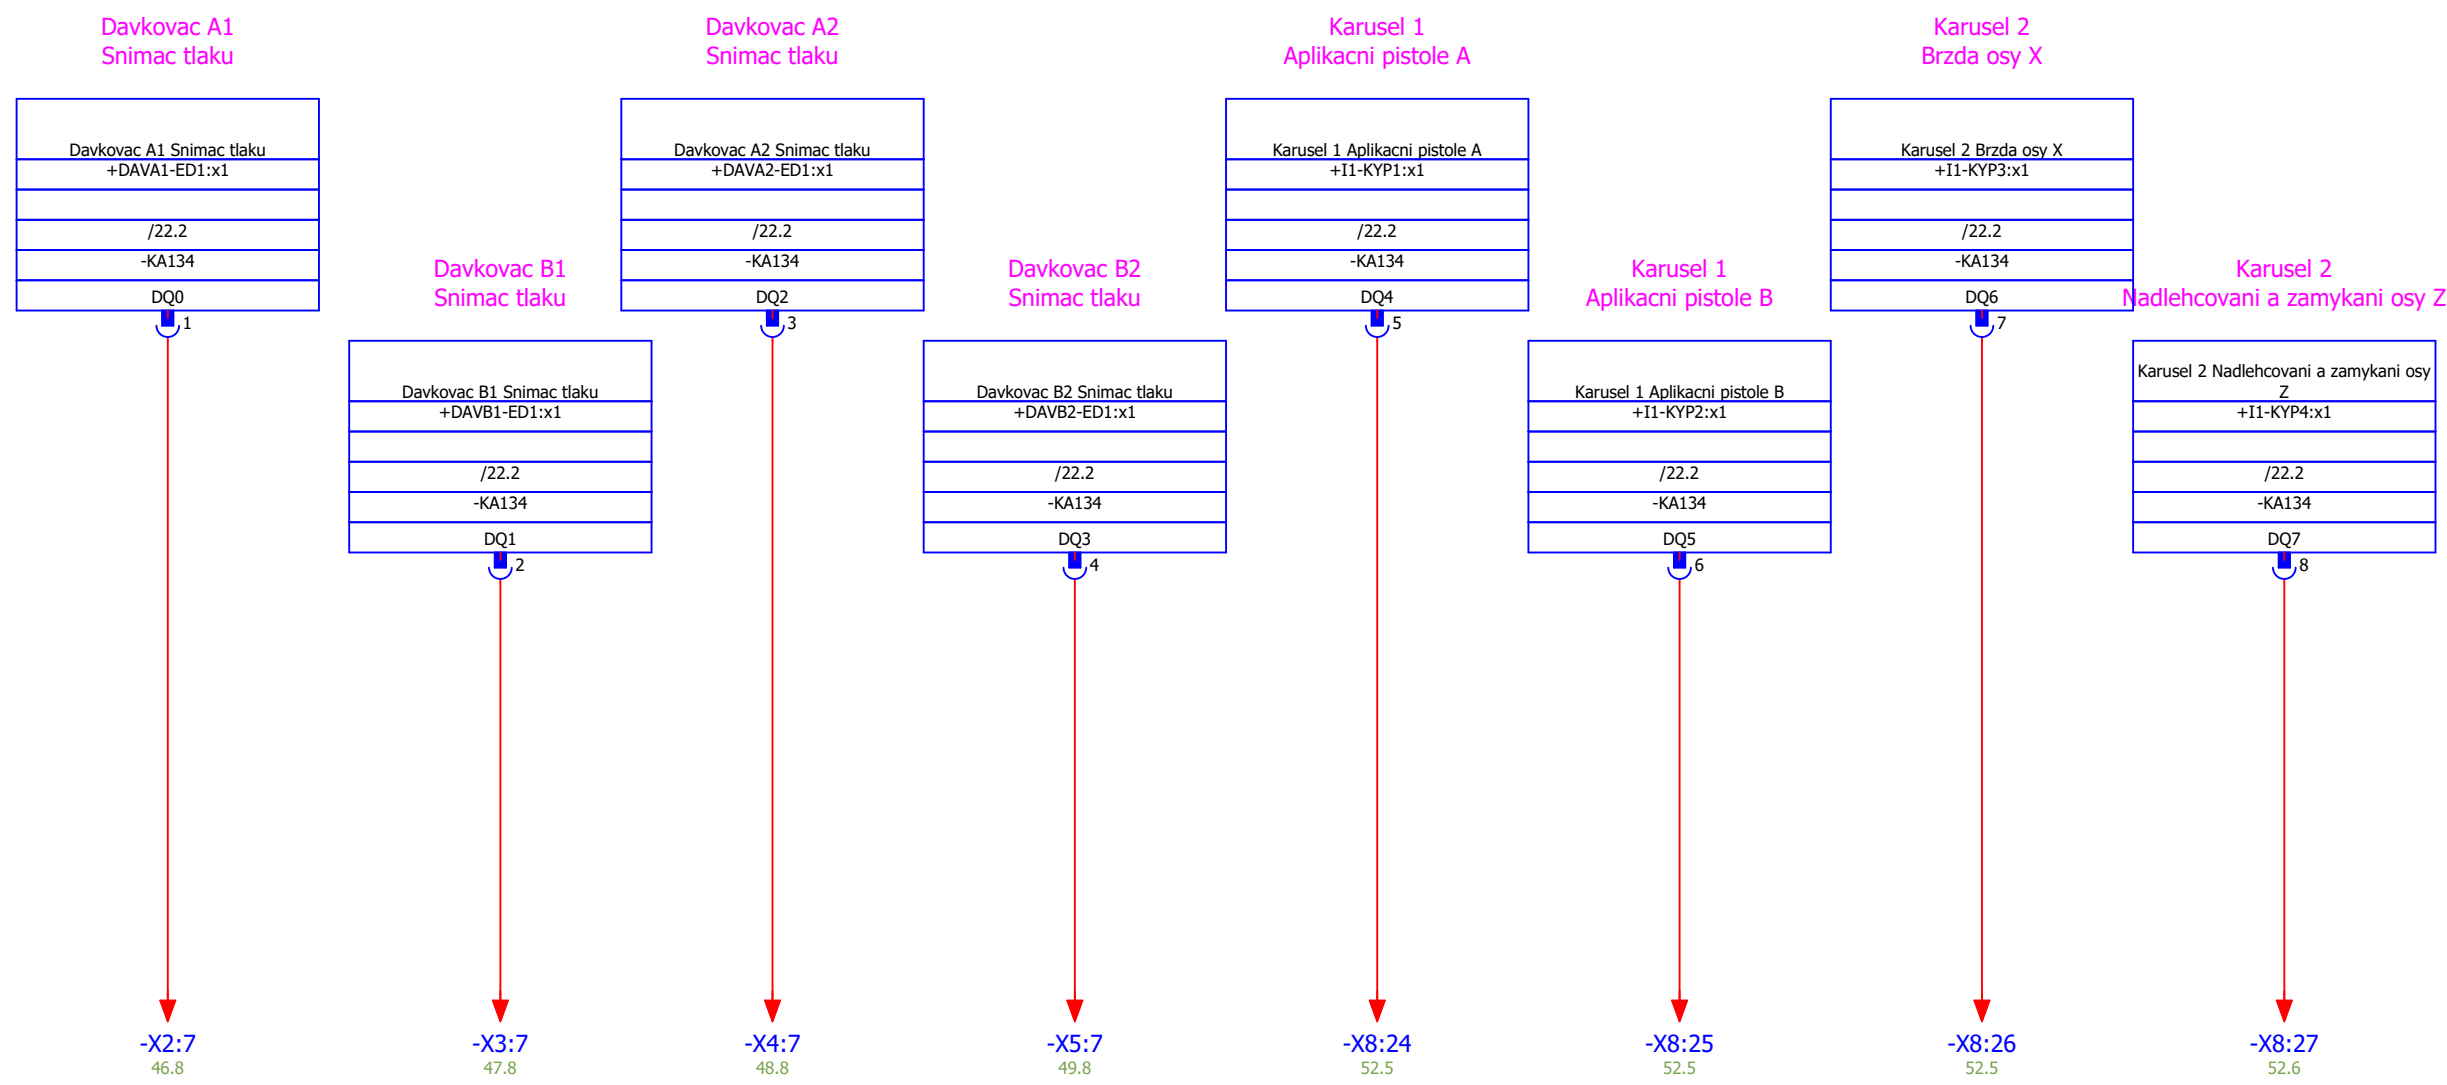 Davkovac A1
Snimac tlaku
Davkovac A1 Snimac tlaku
+DAVA1-ED1:x1
/22.2
-KA134
DQ0
1
-X2:7
46.8
Davkovac B1
Snimac tlaku
Davkovac B1 Snimac tlaku
+DAVB1-ED1:x1
/22.2
-KA134
DQ1
2
-X3:7
47.8
Davkovac A2
Snimac tlaku
Davkovac A2 Snimac tlaku
+DAVA2-ED1:x1
/22.2
-KA134
DQ2
3
-X4:7
48.8
Davkovac B2
Snimac tlaku
Davkovac B2 Snimac tlaku
+DAVB2-ED1:x1
/22.2
-KA134
DQ3
4
-X5:7
49.8
Karusel 1
Aplikacni pistole A
Karusel 1 Aplikacni pistole A
+I1-KYP1:x1
/22.2
-KA134
DQ4
5
-X8:24
52.5
Karusel 1
Aplikacni pistole B
Karusel 1 Aplikacni pistole B
+I1-KYP2:x1
/22.2
-KA134
DQ5
6
-X8:25
52.5
Karusel 2
Brzda osy X
Karusel 2 Brzda osy X
+I1-KYP3:x1
/22.2
-KA134
DQ6
7
-X8:26
52.5
Karusel 2
Nadlehcovani a zamykani osy Z
Karusel 2 Nadlehcovani a zamykani osy
Z
+I1-KYP4:x1
/22.2
-KA134
DQ7
8
-X8:27
52.6